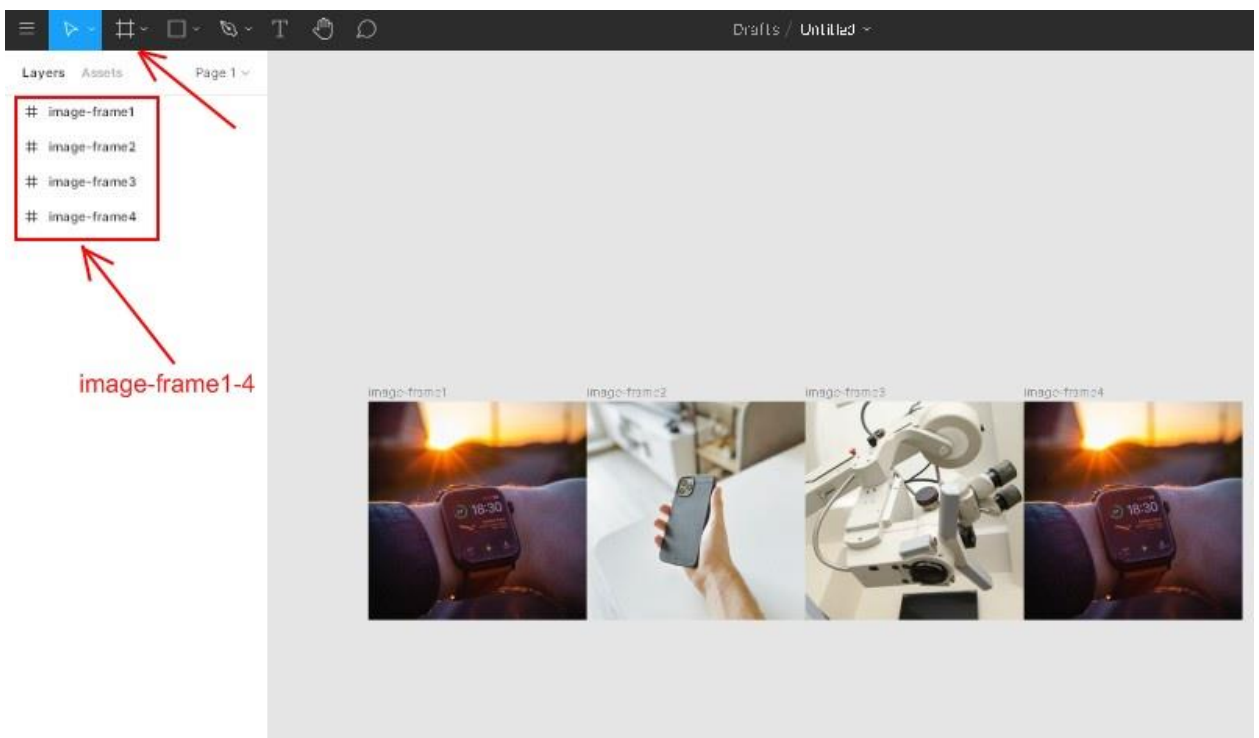 Drafts / Untitled
Layers Assets Page 1
image-frame1
image-frame2
image-frame3
image-frame4
image-frame1-4
image-frame1 image-frame2 image-frame3 image-frame4
18:30 18:30